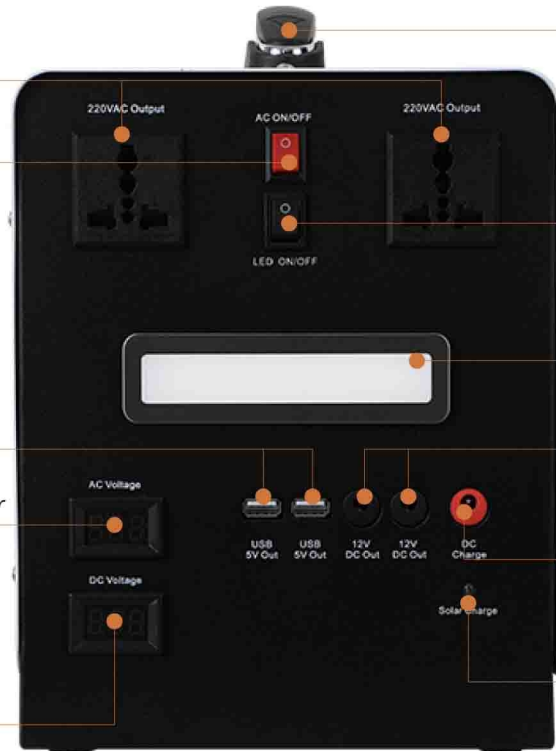 220VAC Output
AC ON/OFF
220VAC Output
LED ON/OFF
AC Voltage
DC Voltage
USB
5V Out
USB
5V Out
12V
DC Out
12V
DC Out
DC
Charge
Solar Charge